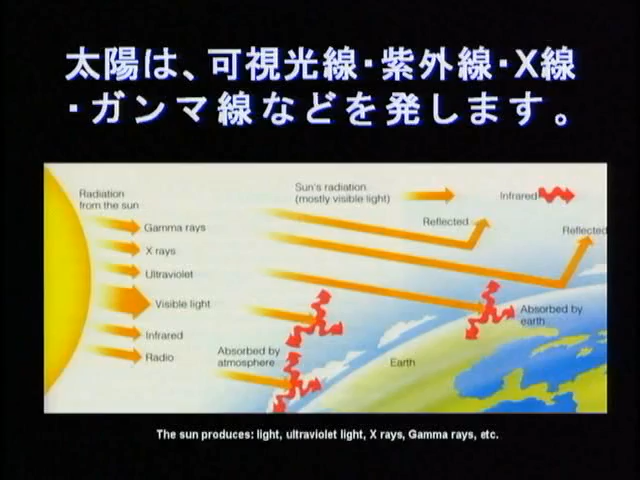 太陽は、可視光線・紫外線・X線
・ガンマ線などを発します。
Radiation
from the sun
Gamma rays
X rays
Ultraviolet
Visible light
Infrared
Radio
Sun's radiation
(mostly visible light)
Infrared
Reflected
Reflected
Absorbed by
earth
Absorbed by
atmosphere
Earth
The sun produces: light, ultraviolet light, X rays, Gamma rays, etc.